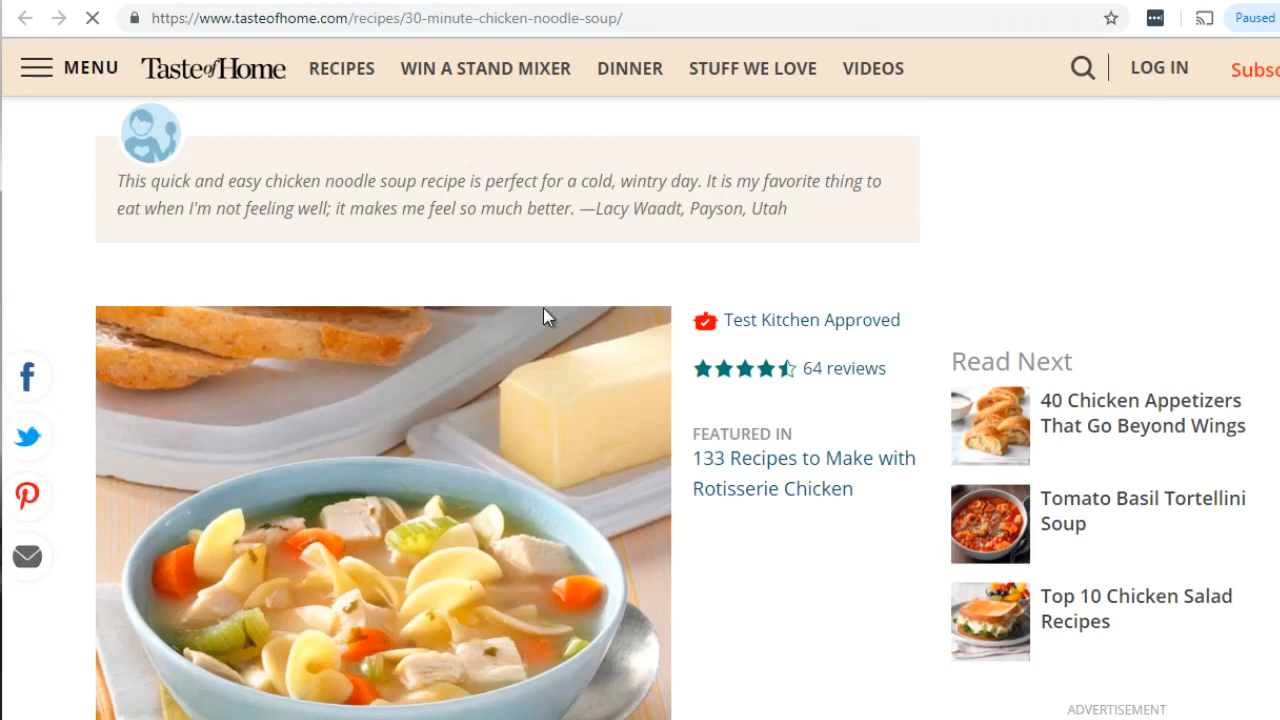 https://www.tasteofhome.com/recipes/30-minute-chicken-noodle-soup/
Paused
MENU
Taste of Home
RECIPES
WIN A STAND MIXER
DINNER
STUFF WE LOVE
VIDEOS
LOG IN
Subsc
This quick and easy chicken noodle soup recipe is perfect for a cold, wintry day. It is my favorite thing to
eat when I'm not feeling well; it makes me feel so much better. —Lacy Waadt, Payson, Utah
Test Kitchen Approved
64 reviews
FEATURED IN
133 Recipes to Make with
Rotisserie Chicken
Read Next
40 Chicken Appetizers
That Go Beyond Wings
Tomato Basil Tortellini
Soup
Top 10 Chicken Salad
Recipes
ADVERTISEMENT